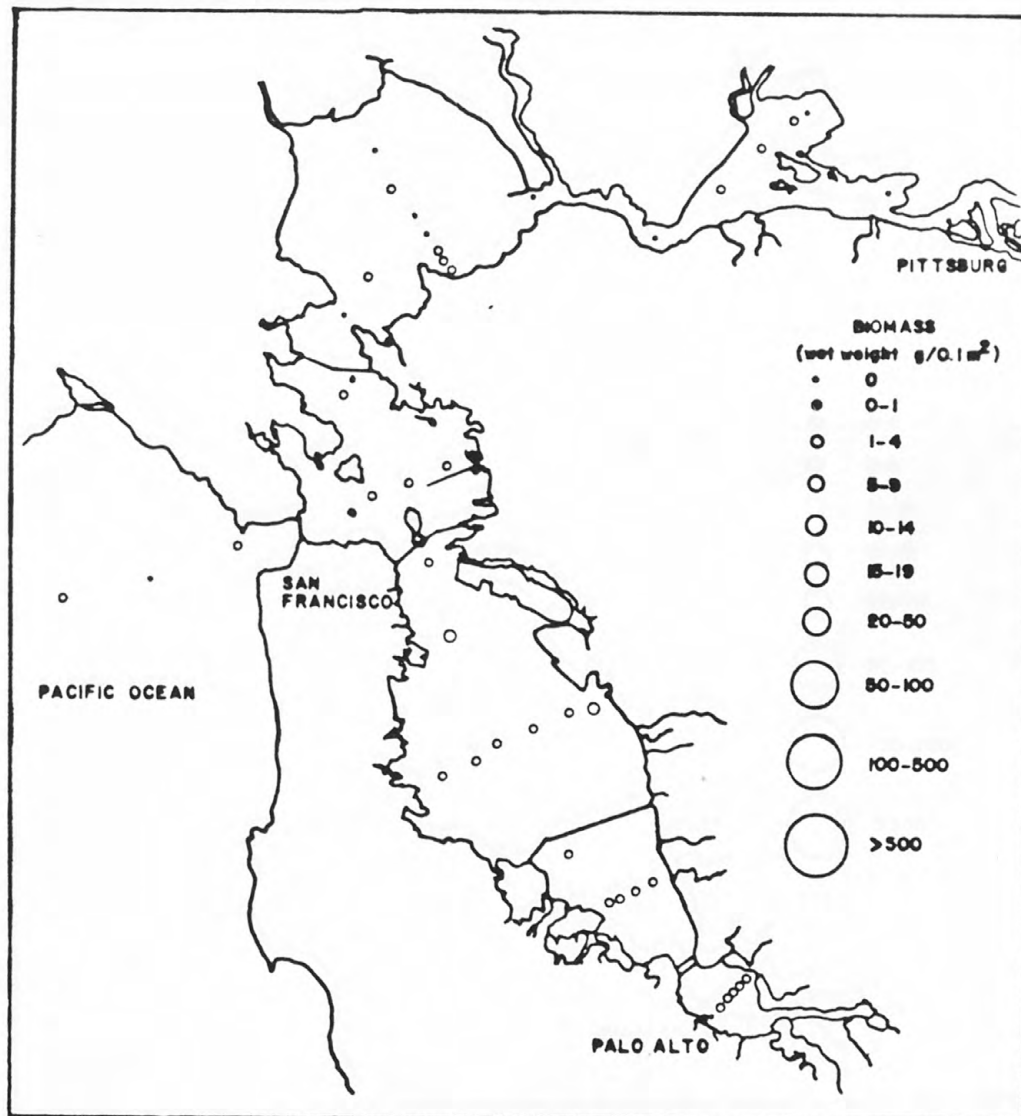 PITTSBURG
BIOMASS
(wet weight g/0.1m²)
0
0-1
1-4
5-9
10-14
15-19
20-50
50-100
100-500
>500
SAN
FRANCISCO
PACIFIC OCEAN
PALO ALTO